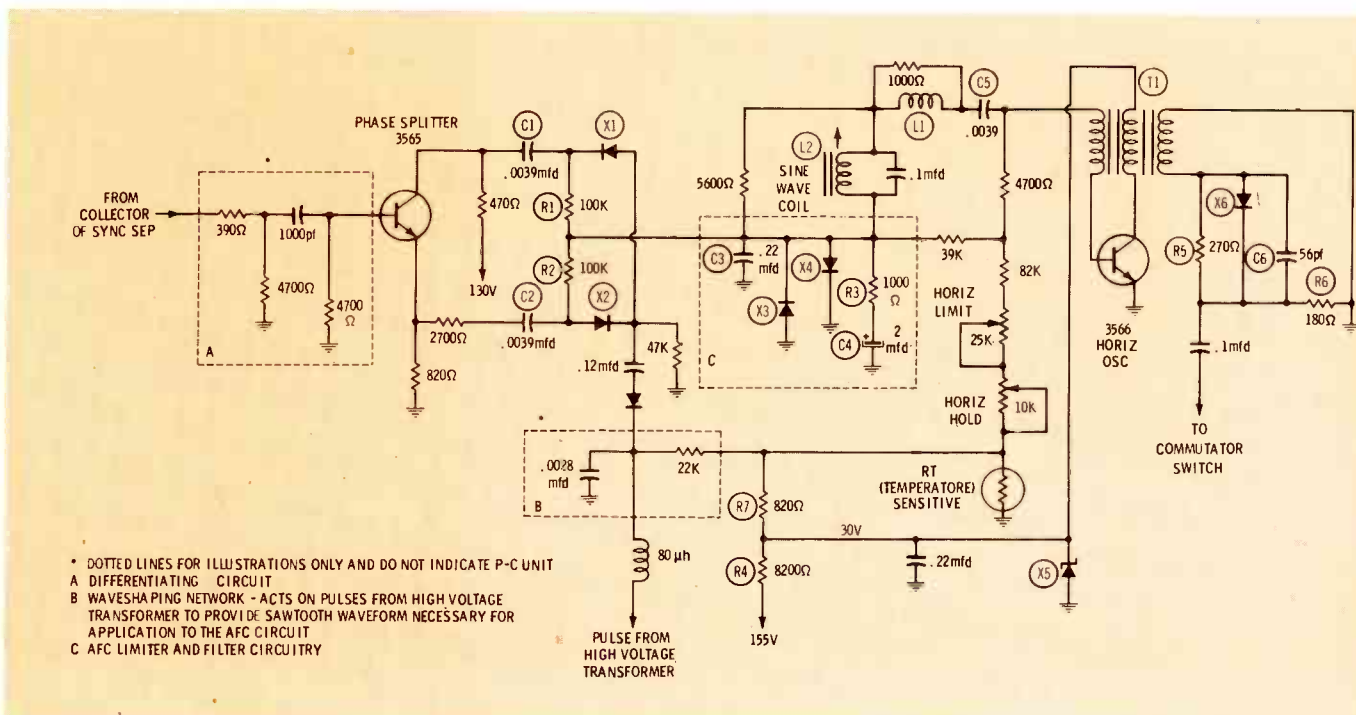 PHASE SPLITTER
3565
C1
X1
.0039mfd
FROM
COLLECTOR
OF SYNC SEP
390Ω
1000pf
4700Ω
4700
Ω
A
470Ω
130V
R1
100K
R2
100K
C2
X2
2700Ω
.0039mfd
820Ω
.12mfd
47K
1000Ω
C5
L1
.0039
L2
SINE
WAVE
COIL
.1mfd
5600Ω
4700Ω
C3
.22
mfd
X4
X3
R3
1000
Ω
C4
+
2
mfd
C
39K
82K
HORIZ
LIMIT
25K
HORIZ
HOLD
10K
T1
3566
HORIZ
OSC
X6
R5
270Ω
C6
56pf
R6
180Ω
.1mfd
TO
COMMUTATOR
SWITCH
*
.0028
mfd
22K
B
80 µh
PULSE FROM
HIGH VOLTAGE
TRANSFORMER
R7
820Ω
30V
R4
8200Ω
155V
.22mfd
RT
(TEMPERATORE)
SENSITIVE
X5
* DOTTED LINES FOR ILLUSTRATIONS ONLY AND DO NOT INDICATE P-C UNIT
A DIFFERENTIATING CIRCUIT
B WAVESHAPING NETWORK - ACTS ON PULSES FROM HIGH VOLTAGE
TRANSFORMER TO PROVIDE SAWTOOTH WAVEFORM NECESSARY FOR
APPLICATION TO THE AFC CIRCUIT
C AFC LIMITER AND FILTER CIRCUITRY